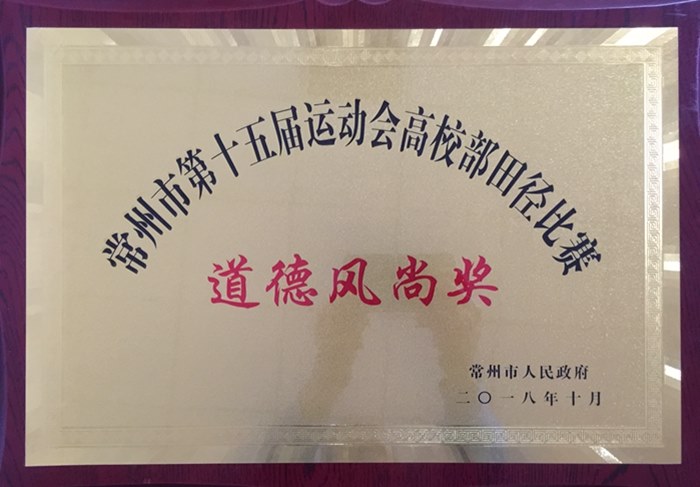 常州市第十五届运动会高校部田径比赛
道德风尚奖
常州市人民政府
二〇一八年十月